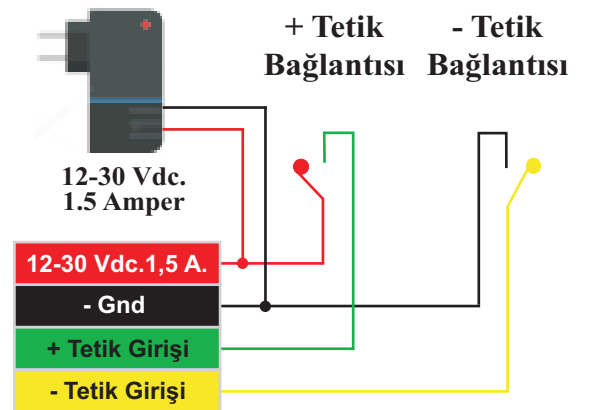 + Tetik
Bağlantısı
- Tetik
Bağlantısı
12-30 Vdc.
1.5 Amper
12-30 Vdc.1,5 A.
- Gnd
+ Tetik Girişi
- Tetik Girişi